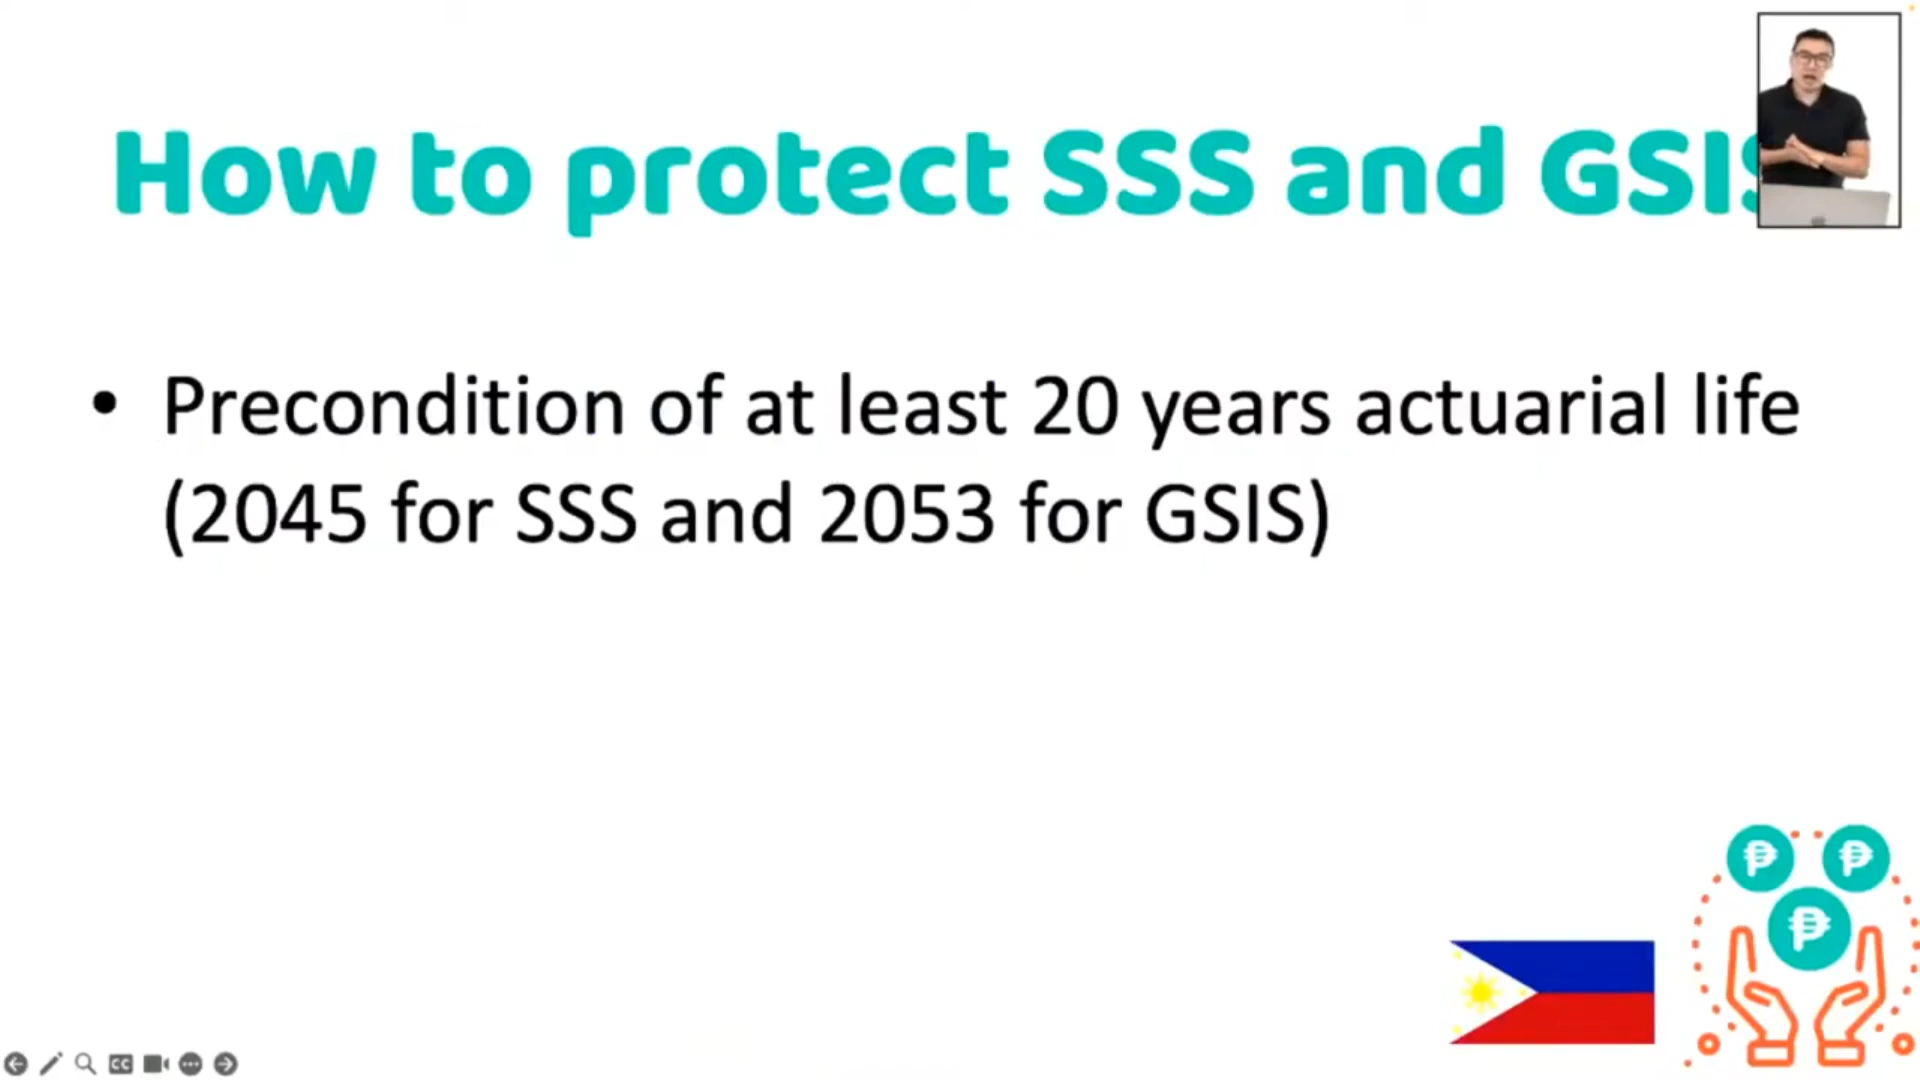 How to protect SSS and GSIS
• Precondition of at least 20 years actuarial life
(2045 for SSS and 2053 for GSIS)
₱ ₱
₱
CC